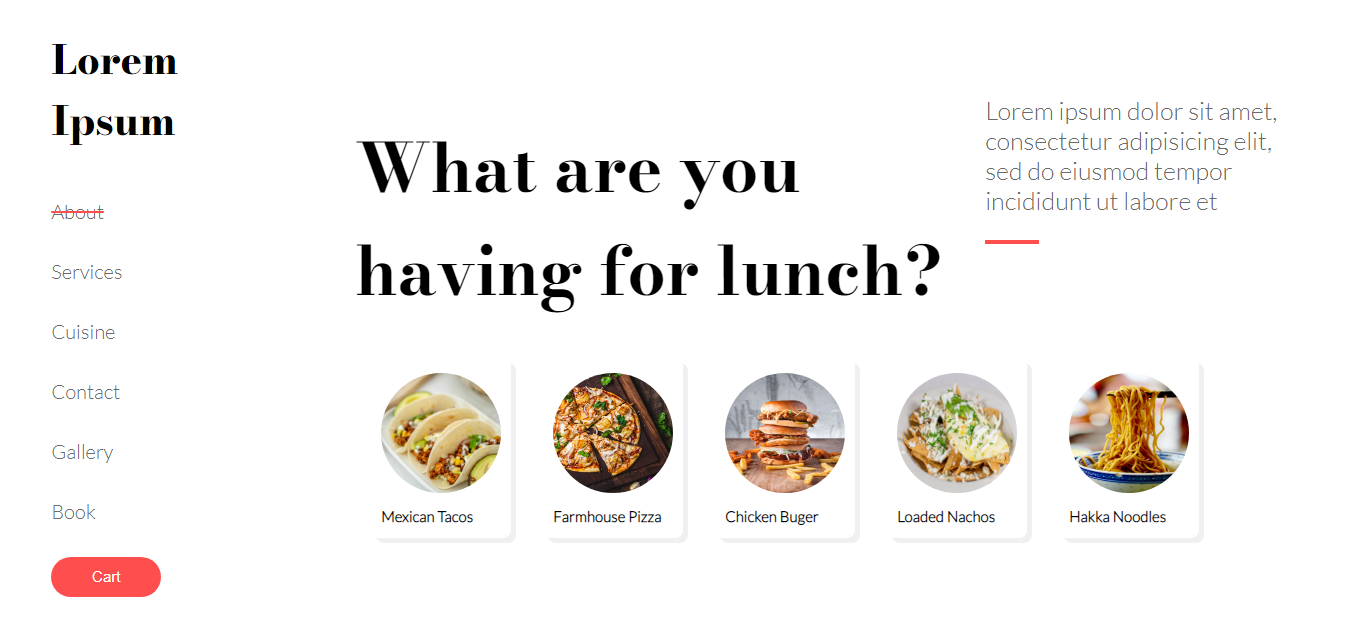 Lorem
Ipsum
About
Services
Cuisine
Contact
Gallery
Book
Cart
What are you
having for lunch?
Lorem ipsum dolor sit amet,
consectetur adipisicing elit,
sed do eiusmod tempor
incididunt ut labore et
Mexican Tacos
Farmhouse Pizza
Chicken Buger
Loaded Nachos
Hakka Noodles